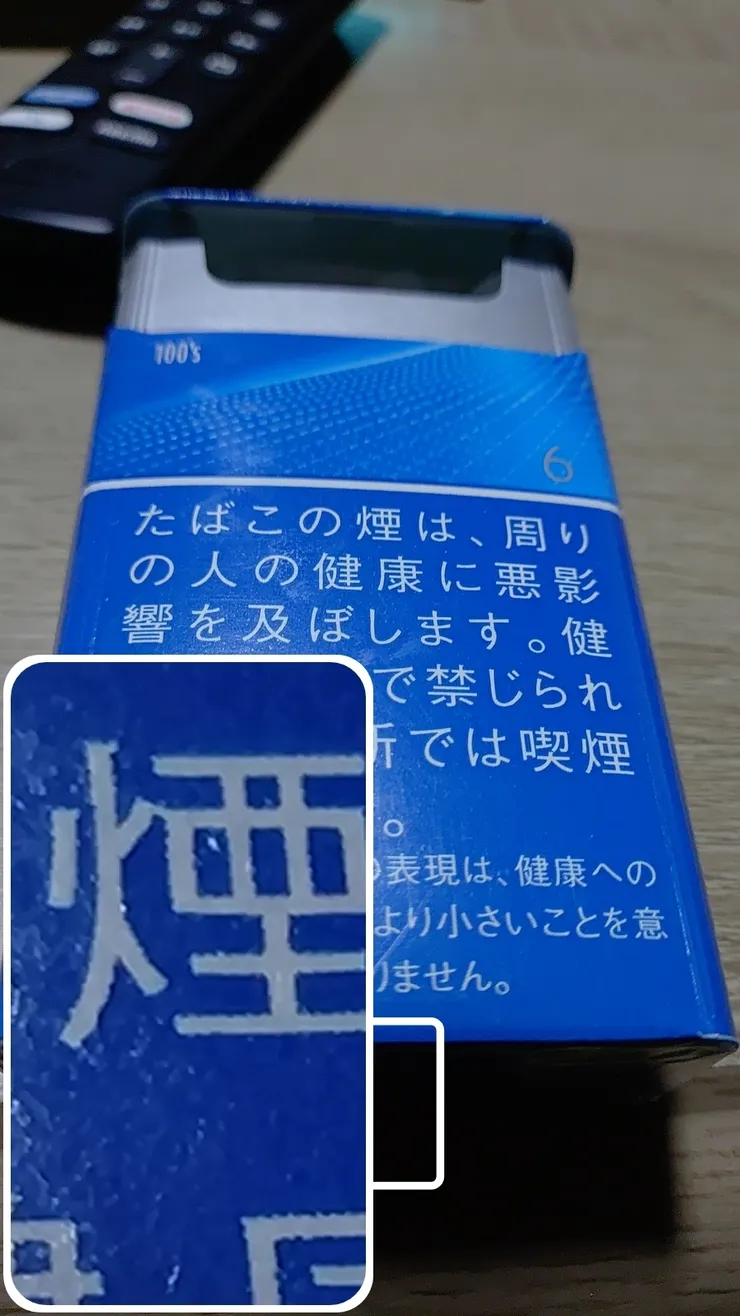 100's
6
たばこの煙は、周り
の人の健康に悪影
響を及ぼします。健
で禁じられ
では喫煙
。
表現は、健康への
より小さいことを意
りません。
煙